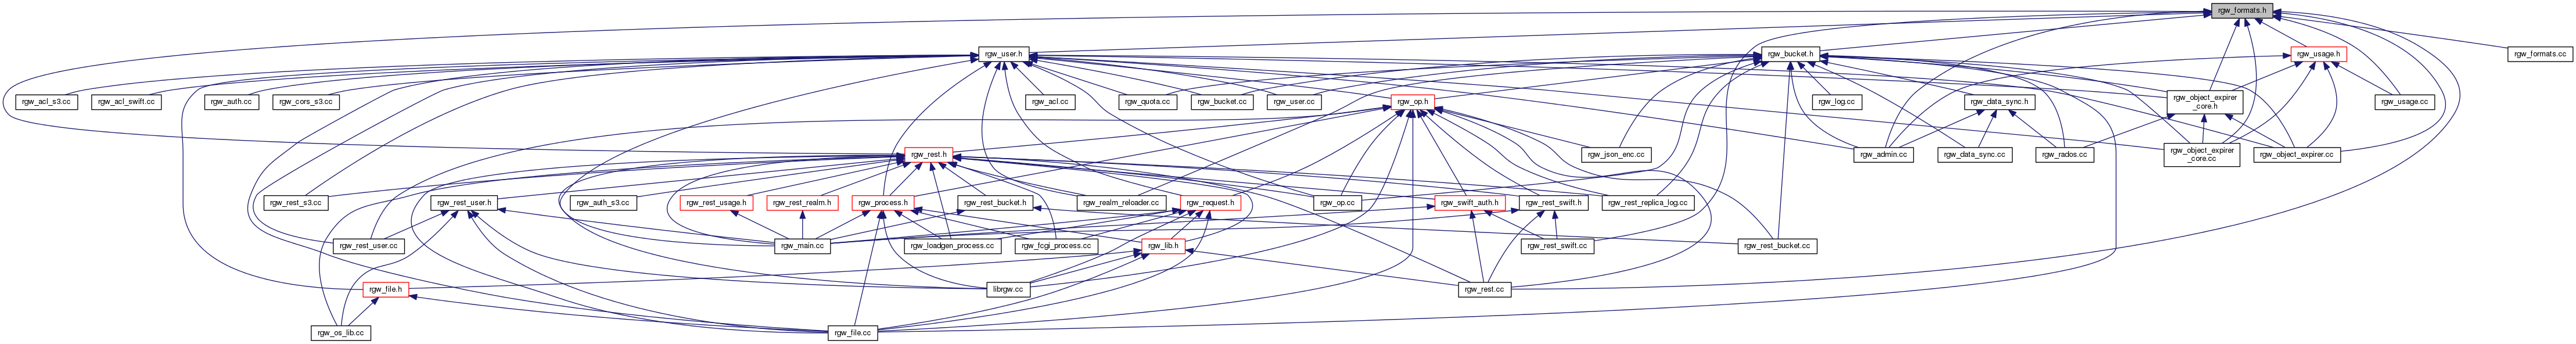 rgw_formats.h
rgw_user.h
rgw_bucket.h
rgw_usage.h
rgw_formats.cc
rgw_acl_s3.cc
rgw_acl_swift.cc
rgw_auth.cc
rgw_cors_s3.cc
rgw_acl.cc
rgw_quota.cc
rgw_bucket.cc
rgw_user.cc
rgw_op.h
rgw_log.cc
rgw_data_sync.h
rgw_object_expirer
_core.h
rgw_usage.cc
rgw_rest.h
rgw_json_enc.cc
rgw_admin.cc
rgw_data_sync.cc
rgw_rados.cc
rgw_object_expirer
_core.cc
rgw_object_expirer.cc
rgw_rest_s3.cc
rgw_rest_user.h
rgw_auth_s3.cc
rgw_rest_usage.h
rgw_rest_realm.h
rgw_process.h
rgw_rest_bucket.h
rgw_realm_reloader.cc
rgw_request.h
rgw_op.cc
rgw_swift_auth.h
rgw_rest_swift.h
rgw_rest_replica_log.cc
rgw_rest_user.cc
rgw_main.cc
rgw_loadgen_process.cc
rgw_fcgi_process.cc
rgw_lib.h
rgw_rest_swift.cc
rgw_rest_bucket.cc
rgw_file.h
librgw.cc
rgw_rest.cc
rgw_os_lib.cc
rgw_file.cc